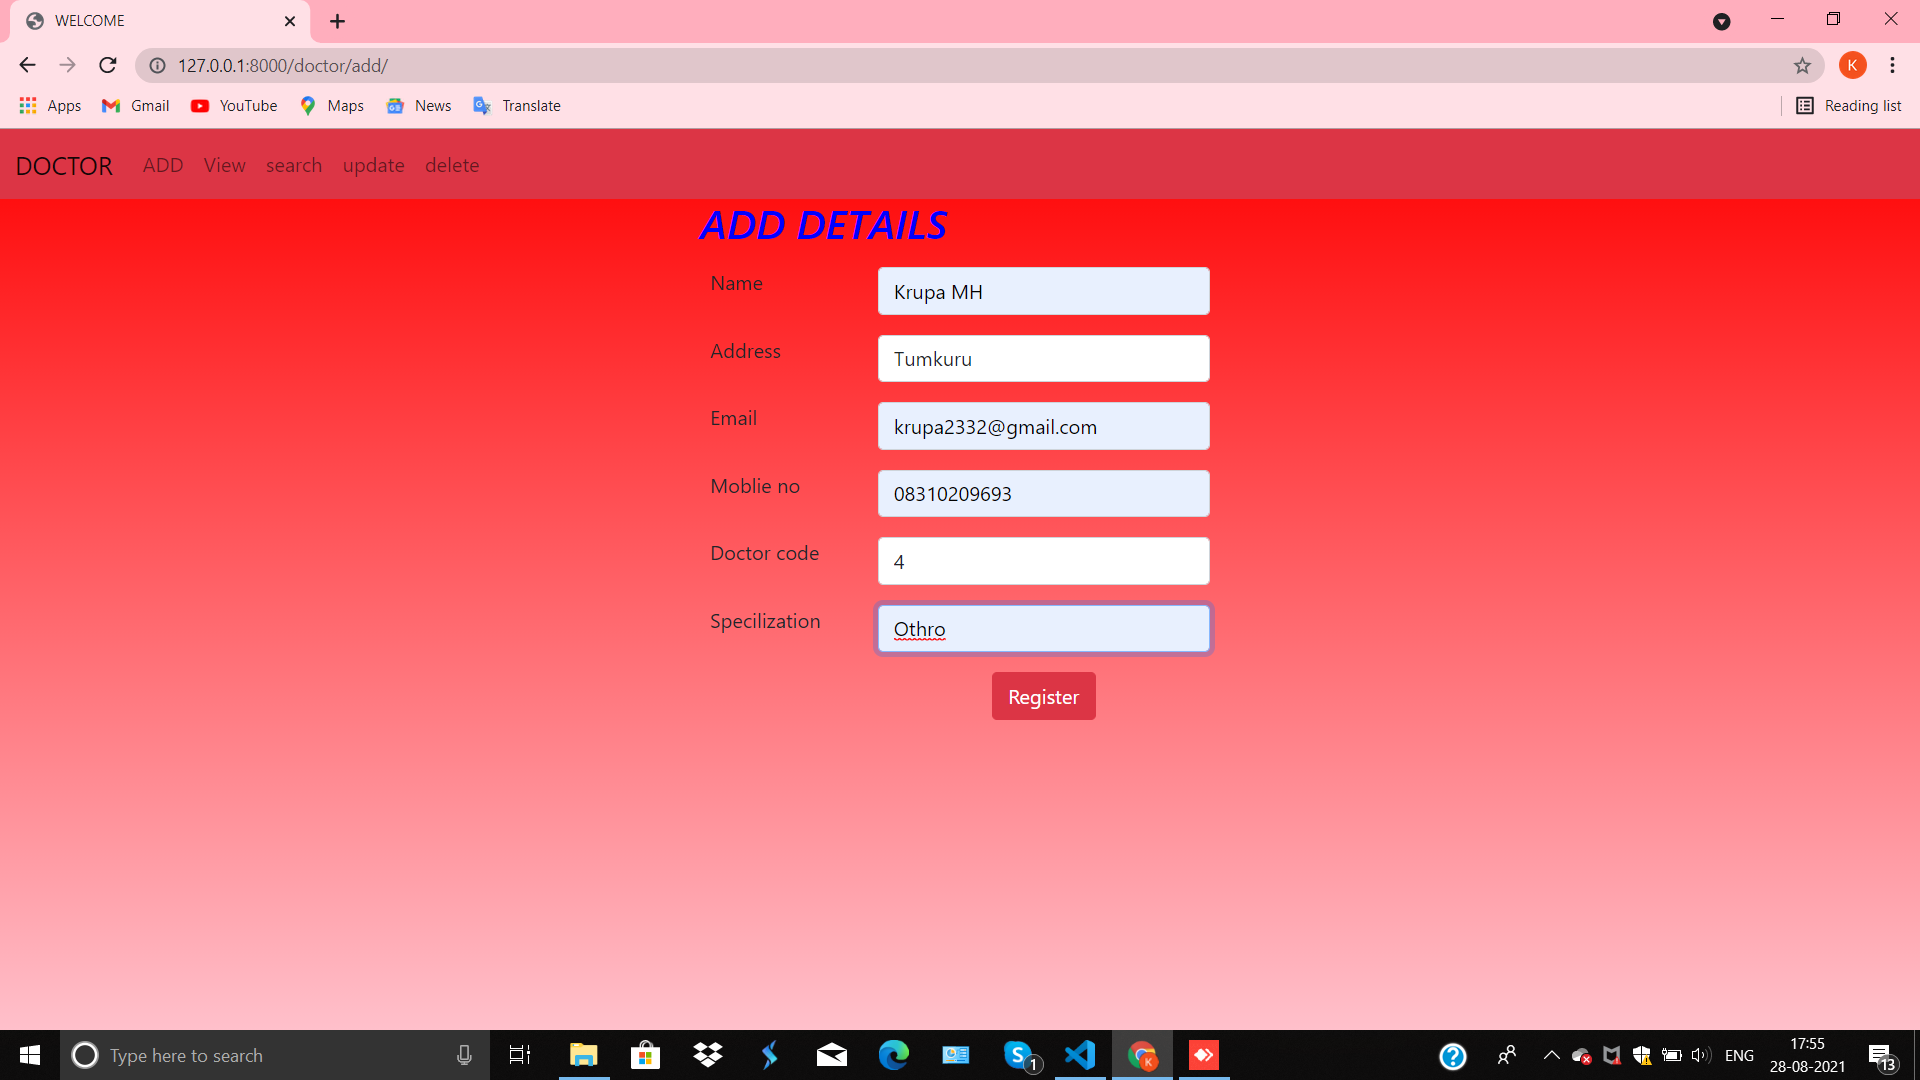 WELCOME
127.0.0.1:8000/doctor/add/
K
Apps Gmail YouTube Maps News Translate Reading list
DOCTOR ADD View search update delete
ADD DETAILS
Name Krupa MH
Address Tumkuru
Email krupa2332@gmail.com
Moblie no 08310209693
Doctor code 4
Specilization Othro
Register
Type here to search
1
K
ENG
17:55
28-08-2021
13